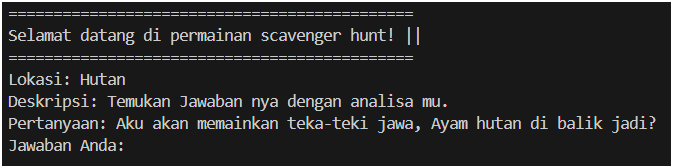 =============================================
Selamat datang di permainan scavenger hunt! ||
=============================================
Lokasi: Hutan
Deskripsi: Temukan Jawaban nya dengan analisa mu.
Pertanyaan: Aku akan memainkan teka-teki jawa, Ayam hutan di balik jadi?
Jawaban Anda: